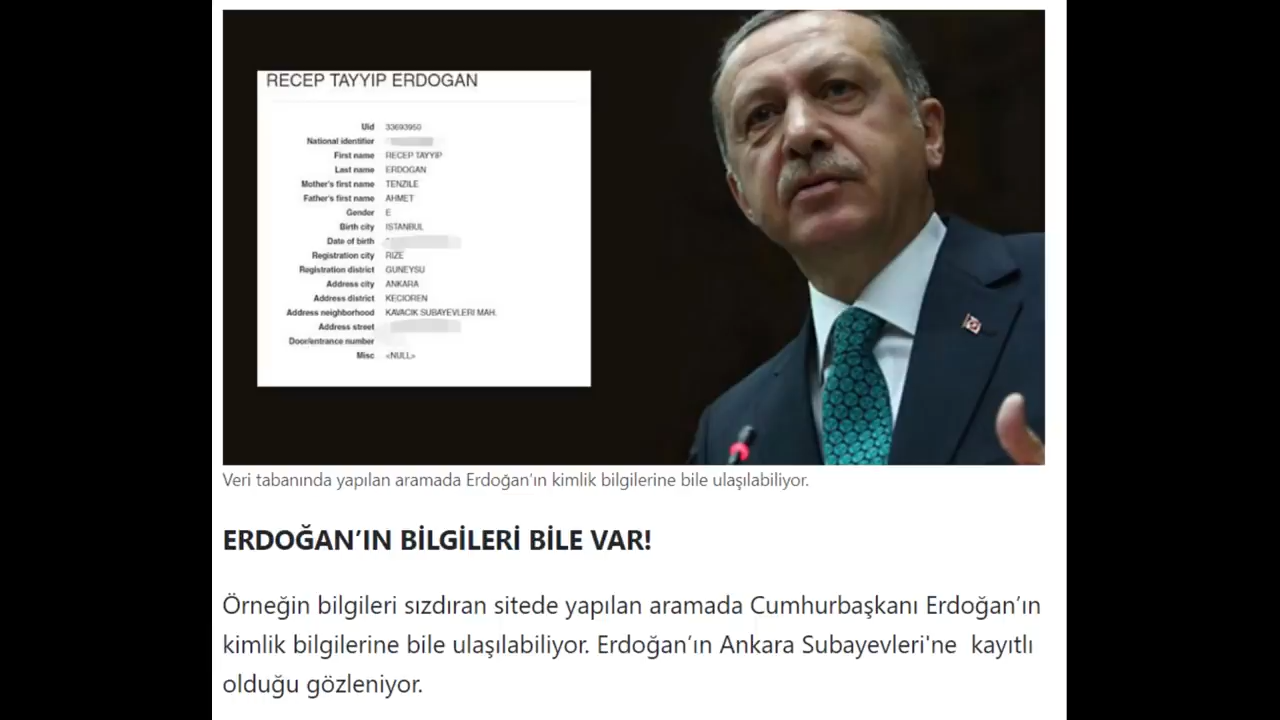 RECEP TAYYIP ERDOGAN
Uid 33693950
National identifier
First name RECEP TAYYIP
Last name ERDOGAN
Mother's first name TENZILE
Father's first name AHMET
Gender E
Birth city ISTANBUL
Date of birth
Registration city RIZE
Registration district GUNEYSU
Address city ANKARA
Address district KECIOREN
Address neighborhood KAVACIK SUBAYEVLERI MAH.
Address street
Door/entrance number
Misc <NULL>
Veri tabanında yapılan aramada Erdoğan'ın kimlik bilgilerine bile ulaşılabiliyor.
ERDOĞAN’IN BİLGİLERİ BİLE VAR!
Örneğin bilgileri sızdıran sitede yapılan aramada Cumhurbaşkanı Erdoğan’ın
kimlik bilgilerine bile ulaşılabiliyor. Erdoğan’ın Ankara Subayevleri'ne  kayıtlı
olduğu gözleniyor.